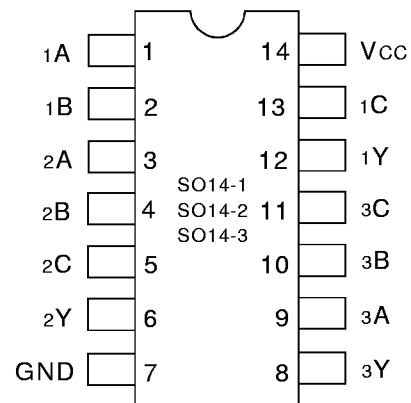 1A 1 14 VCC
1B 2 13 1C
2A 3 12 1Y
SO14-1
2B 4 SO14-2 11 3C
SO14-3
2C 5 10 3B
2Y 6 9 3A
GND 7 8 3Y